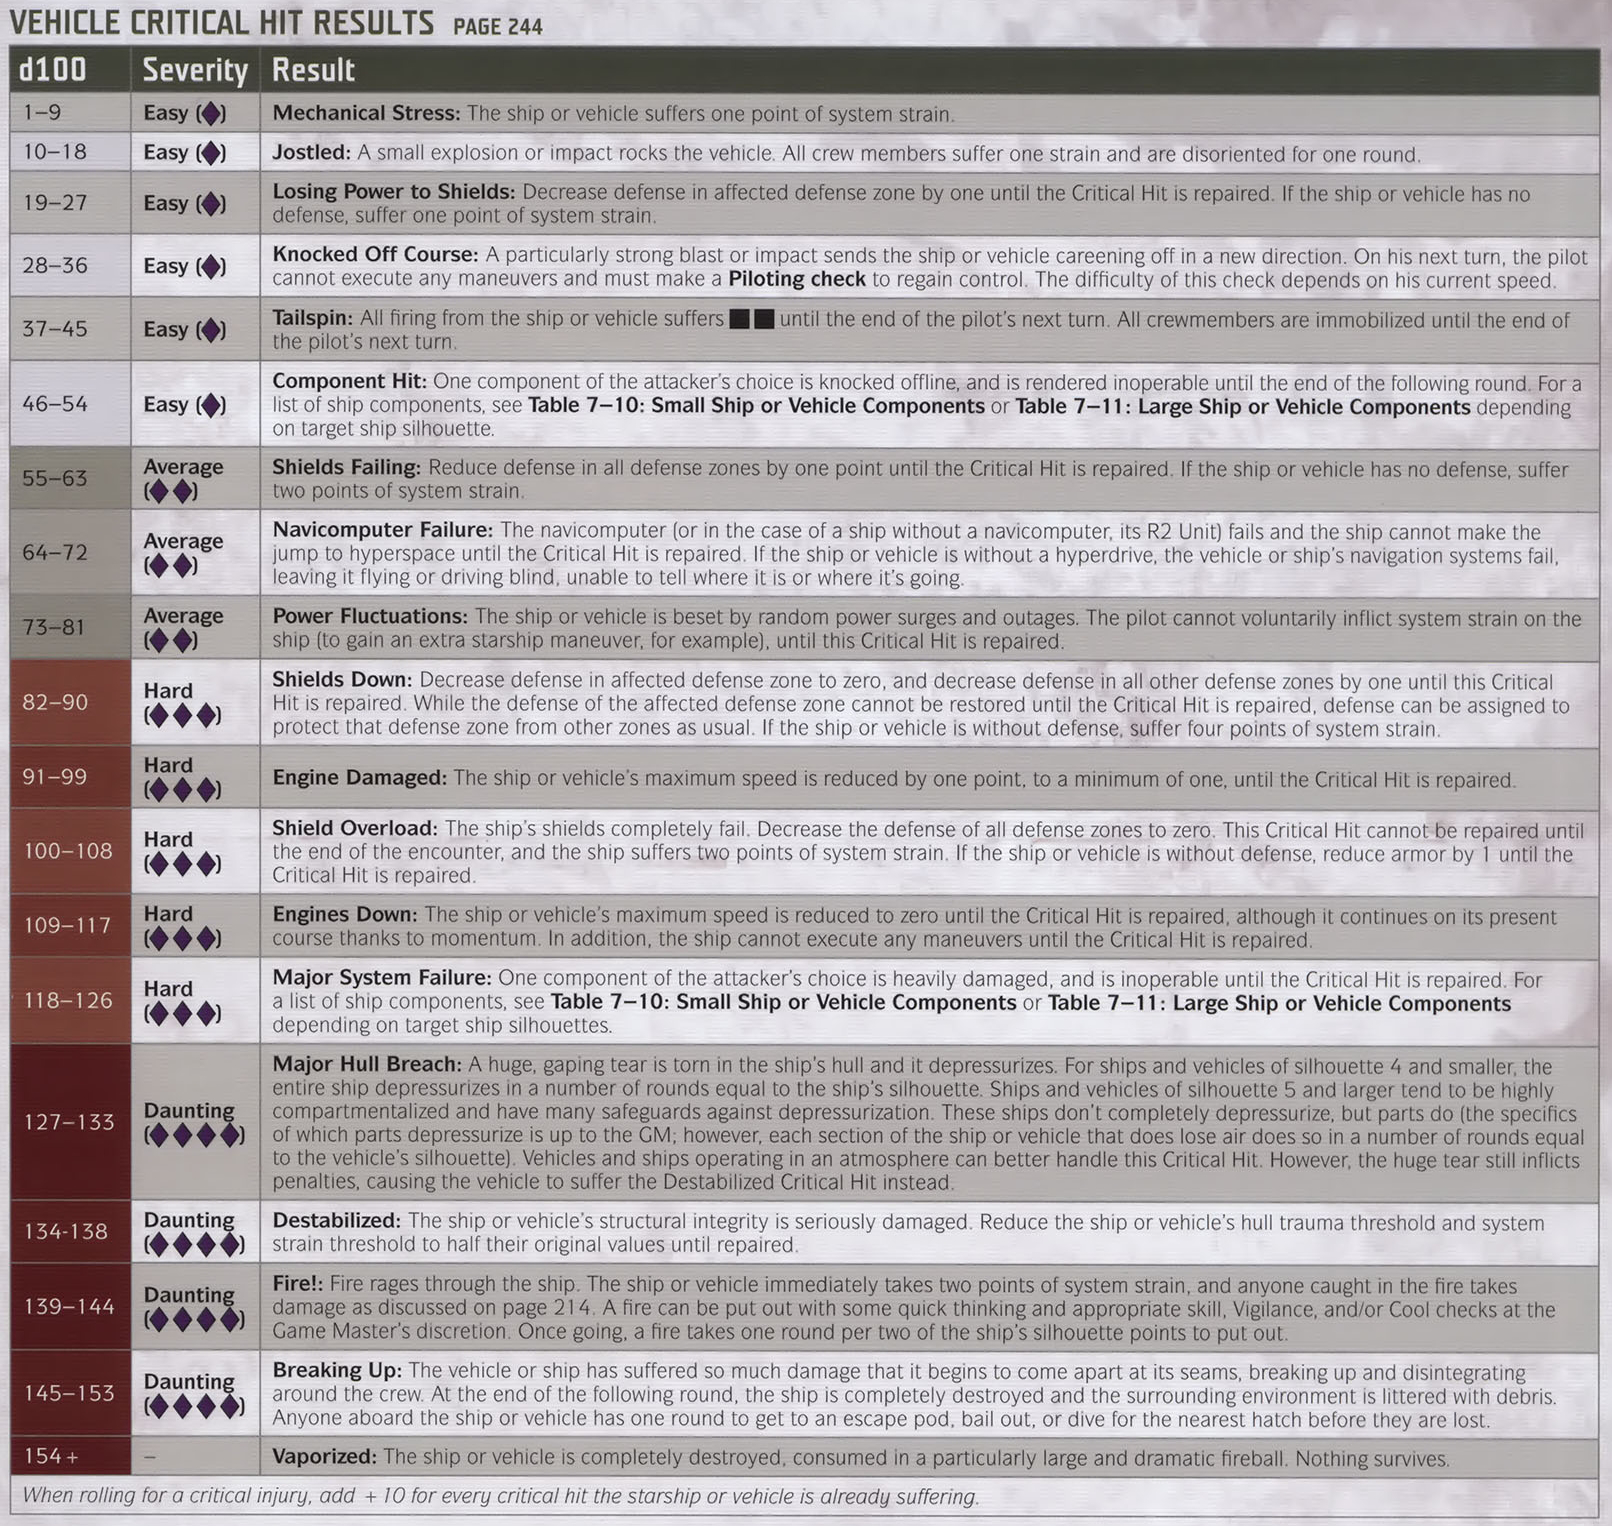 VEHICLE CRITICAL HIT RESULTS PAGE 244
d100 Severity Result
1–9 Easy (◆) Mechanical Stress: The ship or vehicle suffers one point of system strain.
10–18 Easy (◆) Jostled: A small explosion or impact rocks the vehicle. All crew members suffer one strain and are disoriented for one round.
19–27 Easy (◆) Losing Power to Shields: Decrease defense in affected defense zone by one until the Critical Hit is repaired. If the ship or vehicle has no
defense, suffer one point of system strain.
28–36 Easy (◆) Knocked Off Course: A particularly strong blast or impact sends the ship or vehicle careening off in a new direction. On his next turn, the pilot
cannot execute any maneuvers and must make a Piloting check to regain control. The difficulty of this check depends on his current speed.
37–45 Easy (◆) Tailspin: All firing from the ship or vehicle suffers ■■ until the end of the pilot's next turn. All crewmembers are immobilized until the end of
the pilot's next turn.
46–54 Easy (◆) Component Hit: One component of the attacker's choice is knocked offline, and is rendered inoperable until the end of the following round. For a
list of ship components, see Table 7–10: Small Ship or Vehicle Components or Table 7–11: Large Ship or Vehicle Components depending
on target ship silhouette.
55–63 Average (◆◆) Shields Failing: Reduce defense in all defense zones by one point until the Critical Hit is repaired. If the ship or vehicle has no defense, suffer
two points of system strain.
64–72 Average (◆◆) Navicomputer Failure: The navicomputer (or in the case of a ship without a navicomputer, its R2 Unit) fails and the ship cannot make the
jump to hyperspace until the Critical Hit is repaired. If the ship or vehicle is without a hyperdrive, the vehicle or ship's navigation systems fail,
leaving it flying or driving blind, unable to tell where it is or where it's going.
73–81 Average (◆◆) Power Fluctuations: The ship or vehicle is beset by random power surges and outages. The pilot cannot voluntarily inflict system strain on the
ship (to gain an extra starship maneuver, for example), until this Critical Hit is repaired.
82–90 Hard (◆◆◆) Shields Down: Decrease defense in affected defense zone to zero, and decrease defense in all other defense zones by one until this Critical
Hit is repaired. While the defense of the affected defense zone cannot be restored until the Critical Hit is repaired, defense can be assigned to
protect that defense zone from other zones as usual. If the ship or vehicle is without defense, suffer four points of system strain.
91–99 Hard (◆◆◆) Engine Damaged: The ship or vehicle's maximum speed is reduced by one point, to a minimum of one, until the Critical Hit is repaired.
100–108 Hard (◆◆◆) Shield Overload: The ship's shields completely fail. Decrease the defense of all defense zones to zero. This Critical Hit cannot be repaired until
the end of the encounter, and the ship suffers two points of system strain. If the ship or vehicle is without defense, reduce armor by 1 until the
Critical Hit is repaired.
109–117 Hard (◆◆◆) Engines Down: The ship or vehicle's maximum speed is reduced to zero until the Critical Hit is repaired, although it continues on its present
course thanks to momentum. In addition, the ship cannot execute any maneuvers until the Critical Hit is repaired.
118–126 Hard (◆◆◆) Major System Failure: One component of the attacker's choice is heavily damaged, and is inoperable until the Critical Hit is repaired. For
a list of ship components, see Table 7–10: Small Ship or Vehicle Components or Table 7–11: Large Ship or Vehicle Components
depending on target ship silhouettes.
127–133 Daunting (◆◆◆◆) Major Hull Breach: A huge, gaping tear is torn in the ship's hull and it depressurizes. For ships and vehicles of silhouette 4 and smaller, the
entire ship depressurizes in a number of rounds equal to the ship's silhouette. Ships and vehicles of silhouette 5 and larger tend to be highly
compartmentalized and have many safeguards against depressurization. These ships don't completely depressurize, but parts do (the specifics
of which parts depressurize is up to the GM; however, each section of the ship or vehicle that does lose air does so in a number of rounds equal
to the vehicle's silhouette). Vehicles and ships operating in an atmosphere can better handle this Critical Hit. However, the huge tear still inflicts
penalties, causing the vehicle to suffer the Destabilized Critical Hit instead.
134-138 Daunting (◆◆◆◆) Destabilized: The ship or vehicle's structural integrity is seriously damaged. Reduce the ship or vehicle's hull trauma threshold and system
strain threshold to half their original values until repaired.
139–144 Daunting (◆◆◆◆) Fire!: Fire rages through the ship. The ship or vehicle immediately takes two points of system strain, and anyone caught in the fire takes
damage as discussed on page 214. A fire can be put out with some quick thinking and appropriate skill, Vigilance, and/or Cool checks at the
Game Master's discretion. Once going, a fire takes one round per two of the ship's silhouette points to put out.
145–153 Daunting (◆◆◆◆) Breaking Up: The vehicle or ship has suffered so much damage that it begins to come apart at its seams, breaking up and disintegrating
around the crew. At the end of the following round, the ship is completely destroyed and the surrounding environment is littered with debris.
Anyone aboard the ship or vehicle has one round to get to an escape pod, bail out, or dive for the nearest hatch before they are lost.
154+ – Vaporized: The ship or vehicle is completely destroyed, consumed in a particularly large and dramatic fireball. Nothing survives.
When rolling for a critical injury, add +10 for every critical hit the starship or vehicle is already suffering.